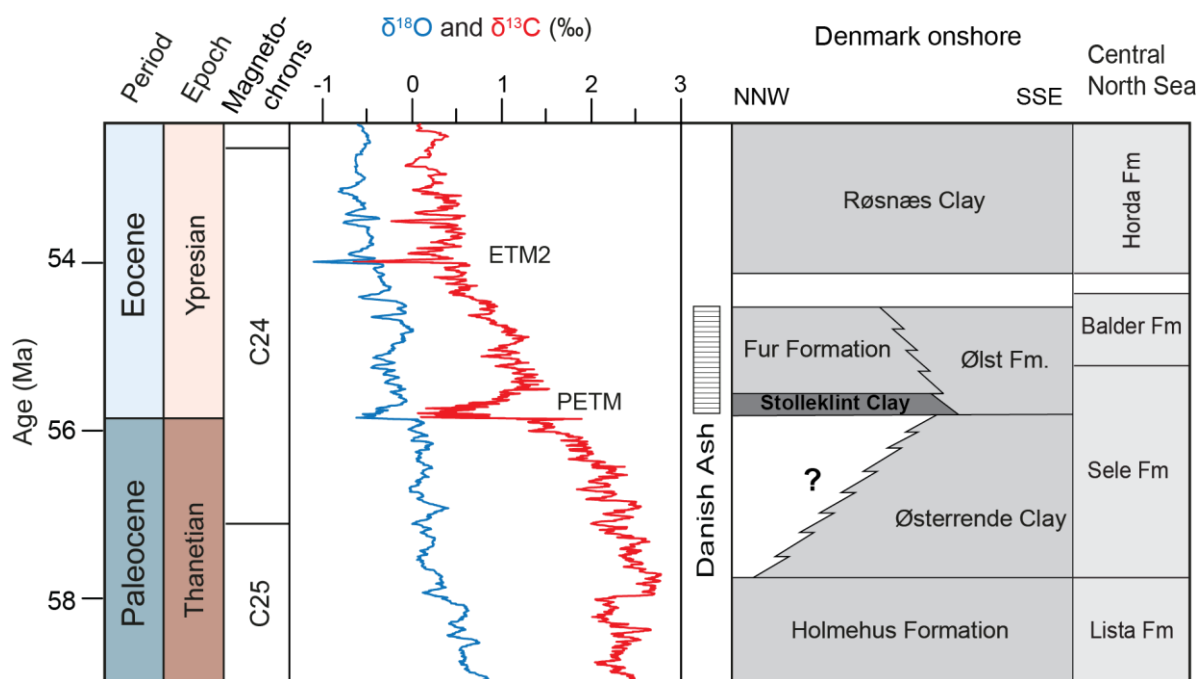 δ¹⁸O and δ¹³C (‰)
Denmark onshore
Central
North Sea
Period
Epoch
Magneto-
chrons
-1
0
1
2
3
NNW
SSE
Age (Ma)
54
56
58
Eocene
Paleocene
Ypresian
Thanetian
C24
C25
ETM2
PETM
Danish Ash
Røsnæs Clay
Fur Formation
Ølst Fm.
Stolleklint Clay
?
Østerrende Clay
Holmehus Formation
Horda Fm
Balder Fm
Sele Fm
Lista Fm